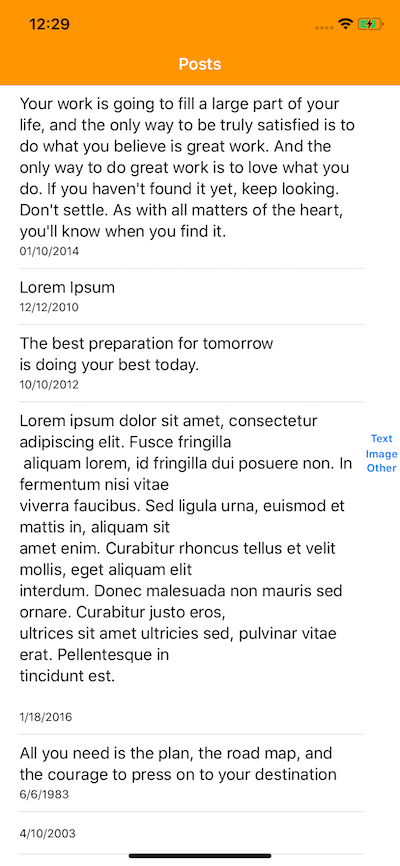 12:29
Posts
Your work is going to fill a large part of your
life, and the only way to be truly satisfied is to
do what you believe is great work. And the
only way to do great work is to love what you
do. If you haven't found it yet, keep looking.
Don't settle. As with all matters of the heart,
you'll know when you find it.
01/10/2014
Lorem Ipsum
12/12/2010
The best preparation for tomorrow
is doing your best today.
10/10/2012
Lorem ipsum dolor sit amet, consectetur
adipiscing elit. Fusce fringilla
aliquam lorem, id fringilla dui posuere non. In
fermentum nisi vitae
viverra faucibus. Sed ligula urna, euismod et
mattis in, aliquam sit
amet enim. Curabitur rhoncus tellus et velit
mollis, eget aliquam elit
interdum. Donec malesuada non mauris sed
ornare. Curabitur justo eros,
ultrices sit amet ultricies sed, pulvinar vitae
erat. Pellentesque in
tincidunt est.
1/18/2016
Text
Image
Other
All you need is the plan, the road map, and
the courage to press on to your destination
6/6/1983
4/10/2003